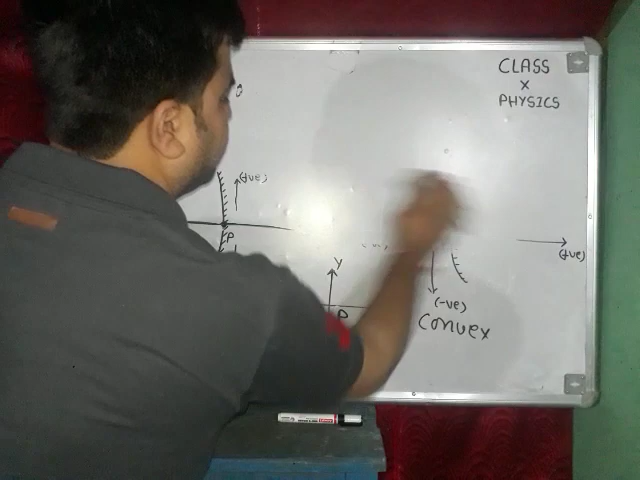 CLASS
X
PHYSICS
(+ve)
P
Y
(+ve)
(-ve)
Convex